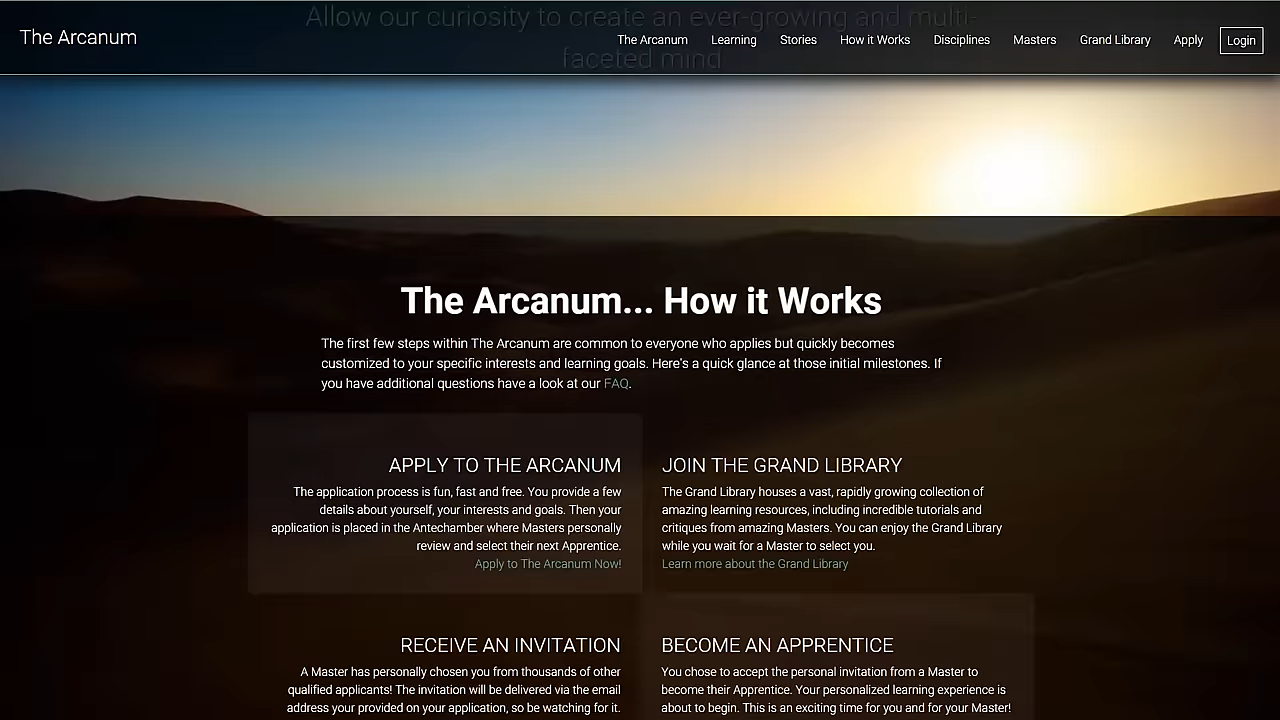 Allow our curiosity to create an ever-growing and multi-
faceted mind
The Arcanum
The Arcanum Learning Stories How it Works Disciplines Masters Grand Library Apply Login
The Arcanum... How it Works
The first few steps within The Arcanum are common to everyone who applies but quickly becomes
customized to your specific interests and learning goals. Here's a quick glance at those initial milestones. If
you have additional questions have a look at our FAQ.
APPLY TO THE ARCANUM
The application process is fun, fast and free. You provide a few
details about yourself, your interests and goals. Then your
application is placed in the Antechamber where Masters personally
review and select their next Apprentice.
Apply to The Arcanum Now!
JOIN THE GRAND LIBRARY
The Grand Library houses a vast, rapidly growing collection of
amazing learning resources, including incredible tutorials and
critiques from amazing Masters. You can enjoy the Grand Library
while you wait for a Master to select you.
Learn more about the Grand Library
RECEIVE AN INVITATION
A Master has personally chosen you from thousands of other
qualified applicants! The invitation will be delivered via the email
address your provided on your application, so be watching for it.
BECOME AN APPRENTICE
You chose to accept the personal invitation from a Master to
become their Apprentice. Your personalized learning experience is
about to begin. This is an exciting time for you and for your Master!